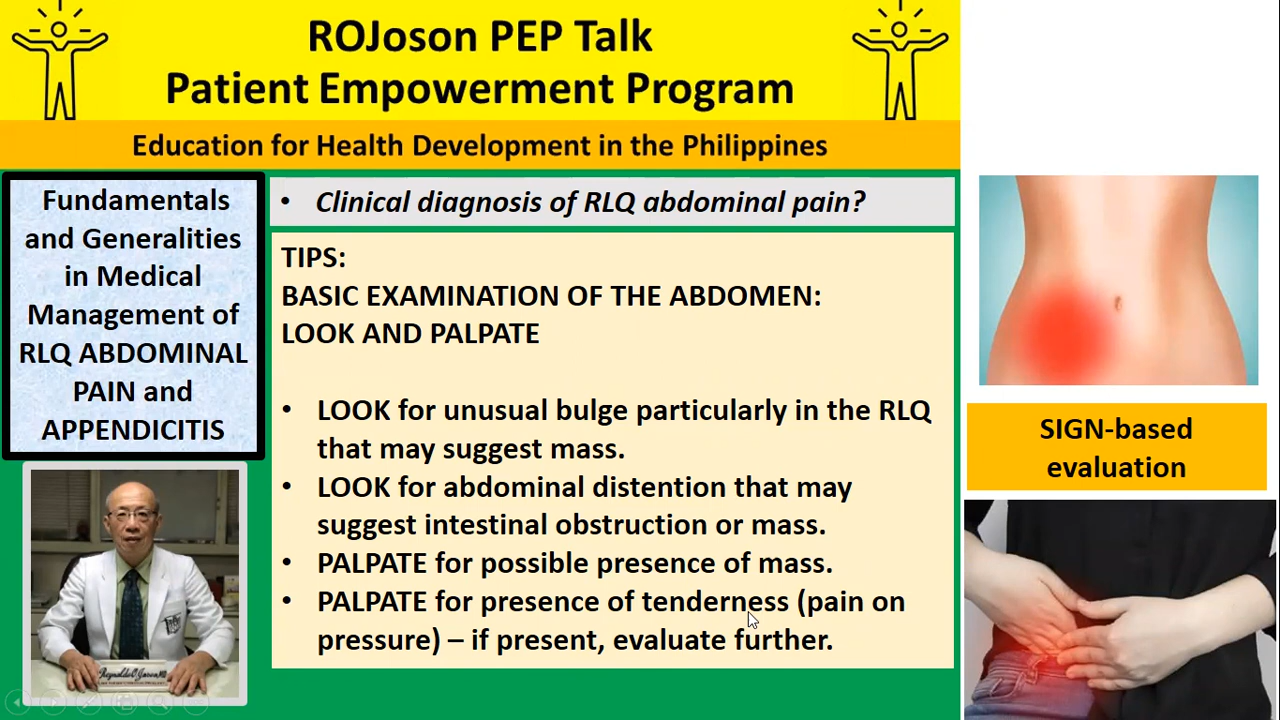 ROJoson PEP Talk
Patient Empowerment Program
Education for Health Development in the Philippines
Fundamentals
and Generalities
in Medical
Management of
RLQ ABDOMINAL
PAIN and
APPENDICITIS
• Clinical diagnosis of RLQ abdominal pain?
TIPS:
BASIC EXAMINATION OF THE ABDOMEN:
LOOK AND PALPATE
• LOOK for unusual bulge particularly in the RLQ
that may suggest mass.
• LOOK for abdominal distention that may
suggest intestinal obstruction or mass.
• PALPATE for possible presence of mass.
• PALPATE for presence of tenderness (pain on
pressure) – if present, evaluate further.
SIGN-based
evaluation
Reynaldo O. Joson, MD